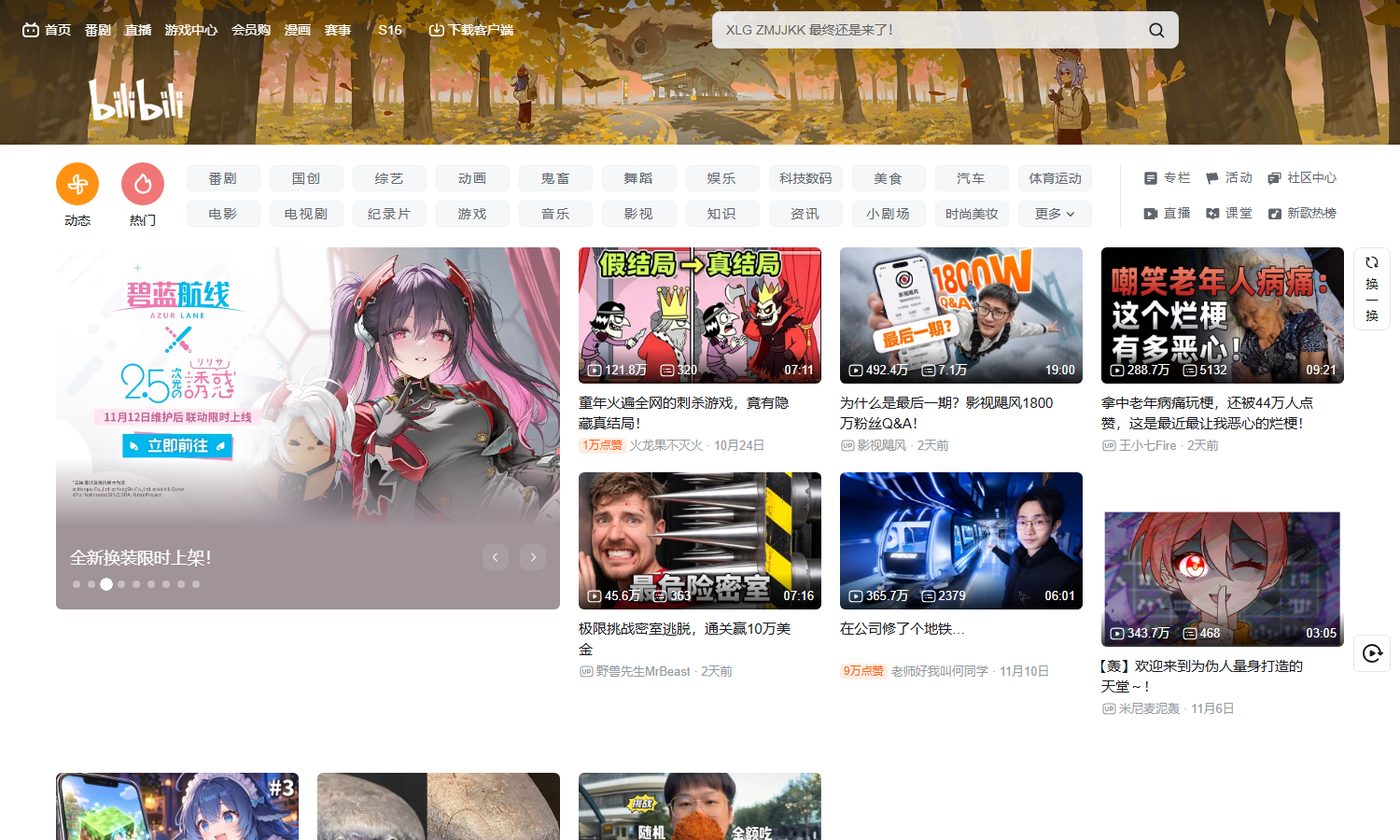 首页 番剧 直播 游戏中心 会员购 漫画 赛事 S16 下载客户端
XLG ZMJJKK 最终还是来了!
bilibili
动态
热门
番剧 国创 综艺 动画 鬼畜 舞蹈 娱乐 科技数码 美食 汽车 体育运动
电影 电视剧 纪录片 游戏 音乐 影视 知识 资讯 小剧场 时尚美妆 更多
专栏 活动 社区中心
直播 课堂 新歌热榜
碧蓝航线
AZUR LANE
リリサ
2.5次元の誘惑
11月12日维护后 联动限时上线
立即前往
全新换装限时上架!
假结局→真结局
121.8万 320 07:11
童年火遍全网的刺杀游戏，竟有隐
藏真结局!
1万点赞 火龙果不灭火 · 10月24日
影视飓风
1800W
Q&A
最后一期?
492.4万 7.1万 19:00
为什么是最后一期? 影视飓风1800
万粉丝Q&A!
UP 影视飓风 · 2天前
嘲笑老年人病痛:
这个烂梗
有多恶心!
288.7万 5132 09:21
拿中老年病痛玩梗，还被44万人点
赞，这是最近最让我恶心的烂梗!
UP 王小七Fire · 2天前
换
一
换
最危险密室
45.6万 353 07:16
极限挑战密室逃脱，通关赢10万美
金
UP 野兽先生MrBeast · 2天前
365.7万 2379 06:01
在公司修了个地铁…
9万点赞 老师好我叫何同学 · 11月10日
343.7万 468 03:05
【轰】欢迎来到为伪人量身打造的
天堂～!
UP 米尼麦泥轰 · 11月6日
#3
挑战
随机 金额吃